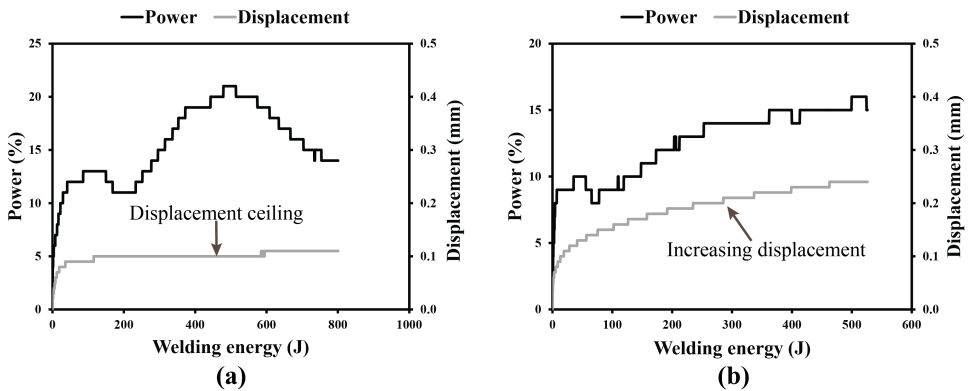 Power Displacement
25
20
15
10
5
0
Power (%)
0.5
0.4
0.3
0.2
0.1
0.0
Displacement (mm)
Displacement ceiling
0 200 400 600 800 1000
Welding energy (J)
(a)
Power Displacement
20
15
10
5
0
Power (%)
0.5
0.4
0.3
0.2
0.1
0.0
Displacement (mm)
Increasing displacement
0 100 200 300 400 500 600
Welding energy (J)
(b)